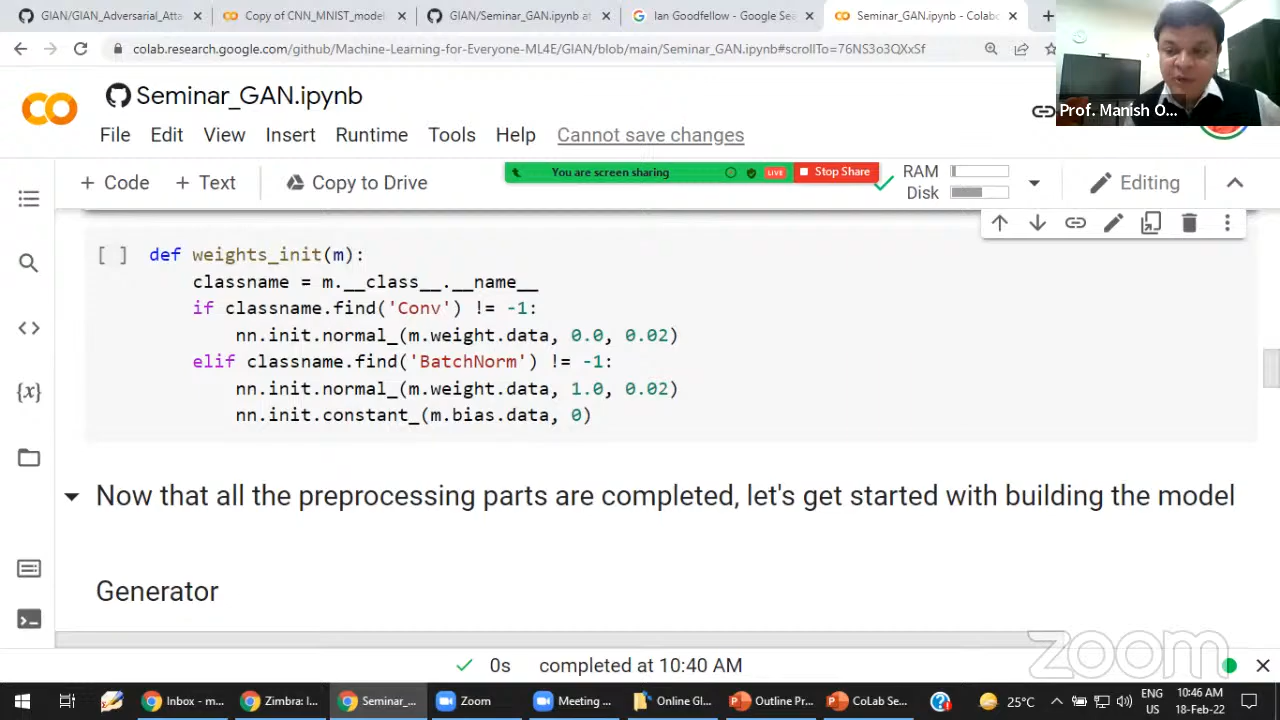 GIAN/GIAN_Adversarial_Atta
Copy of CNN_MNIST_model
GIAN/Seminar_GAN.ipynb at
Ian Goodfellow - Google Sea
Seminar_GAN.ipynb - Colabo
colab.research.google.com/github/Machine-Learning-for-Everyone-ML4E/GIAN/blob/main/Seminar_GAN.ipynb#scrollTo=76NS3o3QXxSf
Prof. Manish O...
Seminar_GAN.ipynb
File Edit View Insert Runtime Tools Help Cannot save changes
+ Code + Text Copy to Drive
You are screen sharing LIVE Stop Share
RAM
Disk
Editing
[ ] def weights_init(m):
classname = m.__class__.__name__
if classname.find('Conv') != -1:
nn.init.normal_(m.weight.data, 0.0, 0.02)
elif classname.find('BatchNorm') != -1:
nn.init.normal_(m.weight.data, 1.0, 0.02)
nn.init.constant_(m.bias.data, 0)
{x}
Now that all the preprocessing parts are completed, let's get started with building the model
Generator
0s completed at 10:40 AM
zoom
Inbox - m...
Zimbra: I...
Seminar_...
Zoom
Meeting ...
Online GI...
Outline Pr...
CoLab Se...
25°C
ENG
US
10:46 AM
18-Feb-22